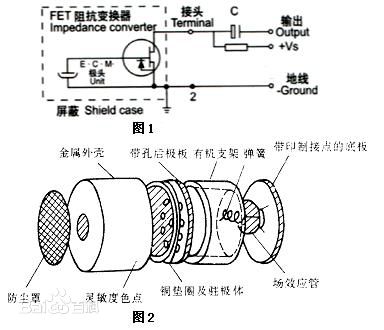 FET 阻抗变换器
Impedance converter
接头
Terminal
C
输出
Output
+Vs
E·C·M·
极头
Unit
1
2
地线
-Ground
屏蔽 Shield case
图1
金属外壳
带孔后极板
有机支架
弹簧
带印制接点的底板
防尘罩
灵敏度色点
铜垫圈及驻极体
场效应管
Bai 百科
图2